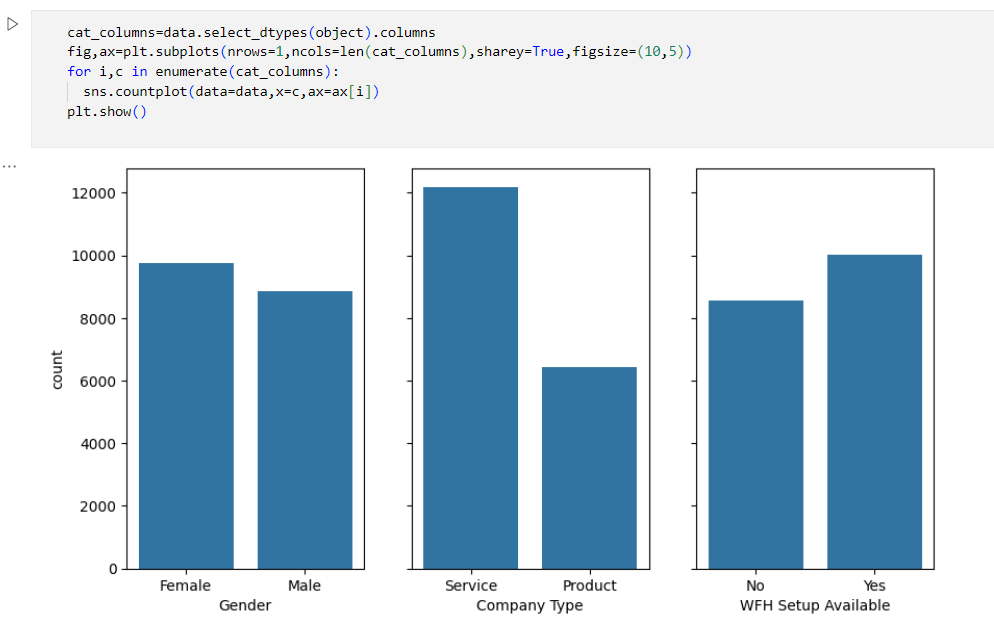 cat_columns=data.select_dtypes(object).columns
fig,ax=plt.subplots(nrows=1,ncols=len(cat_columns),sharey=True,figsize=(10,5))
for i,c in enumerate(cat_columns):
  sns.countplot(data=data,x=c,ax=ax[i])
plt.show()
...
12000
10000
8000
6000
4000
2000
0
count
Female Male
Gender
Service Product
Company Type
No Yes
WFH Setup Available